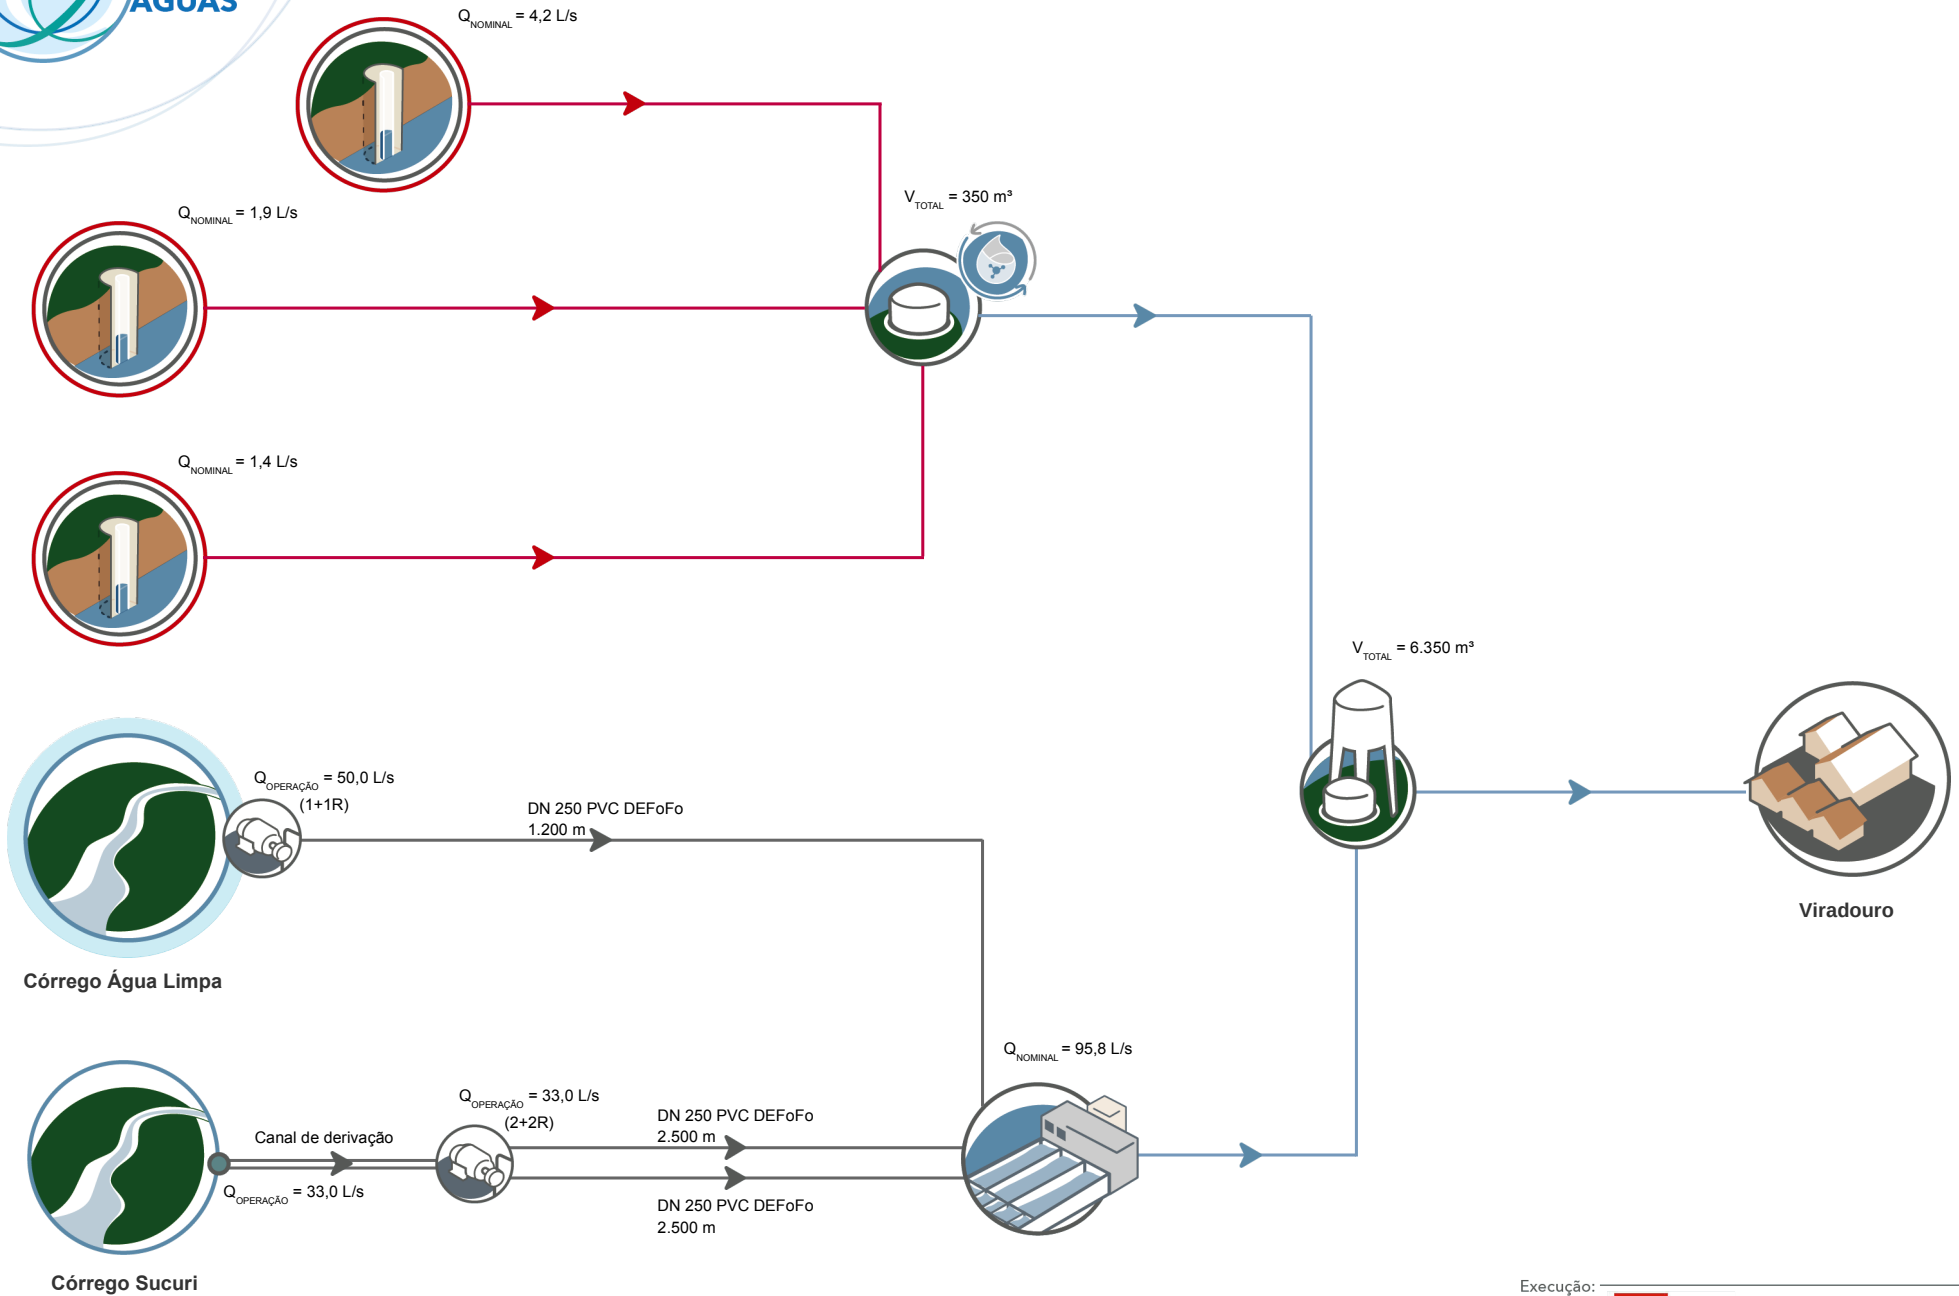 ÁGUAS
QNOMINAL = 4,2 L/s
VTOTAL = 350 m³
QNOMINAL = 1,9 L/s
QNOMINAL = 1,4 L/s
VTOTAL = 6.350 m³
QOPERAÇÃO = 50,0 L/s
(1+1R)
DN 250 PVC DEFoFo
1.200 m
Viradouro
Córrego Água Limpa
QNOMINAL = 95,8 L/s
QOPERAÇÃO = 33,0 L/s
(2+2R)
DN 250 PVC DEFoFo
2.500 m
Canal de derivação
QOPERAÇÃO = 33,0 L/s
DN 250 PVC DEFoFo
2.500 m
Córrego Sucuri
Execução: